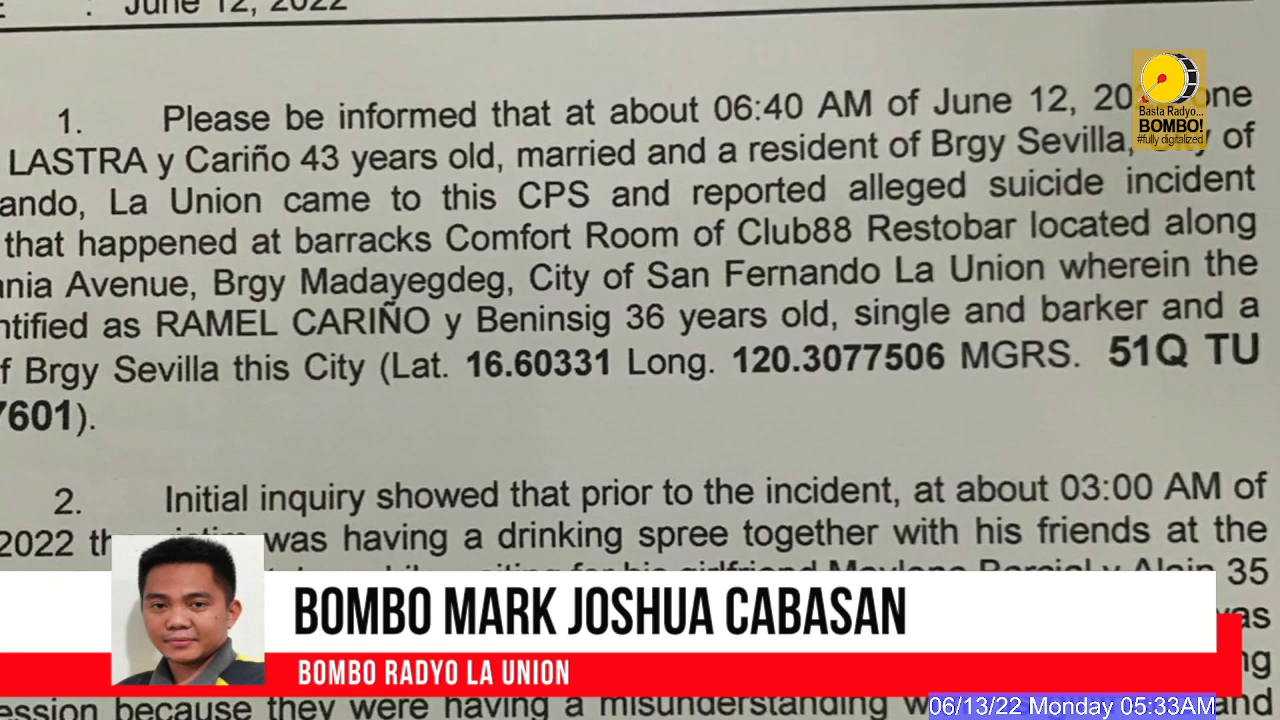 June 12, 2022
1. Please be informed that at about 06:40 AM of June 12, one
LASTRA y Cariño 43 years old, married and a resident of Brgy Sevilla, of
ando, La Union came to this CPS and reported alleged suicide incident
that happened at barracks Comfort Room of Club88 Restobar located along
nia Avenue, Brgy Madayegdeg, City of San Fernando La Union wherein the
ntified as RAMEL CARIÑO y Beninsig 36 years old, single and barker and a
f Brgy Sevilla this City (Lat. 16.60331 Long. 120.3077506 MGRS. 51Q TU
7601).
2. Initial inquiry showed that prior to the incident, at about 03:00 AM of
2022 was having a drinking spree together with his friends at the
35
as
ng
ession because they were having a misunderstanding and
Basta Radyo...
BOMBO!
#fully digitalized
BOMBO MARK JOSHUA CABASAN
BOMBO RADYO LA UNION
06/13/22 Monday 05:33AM